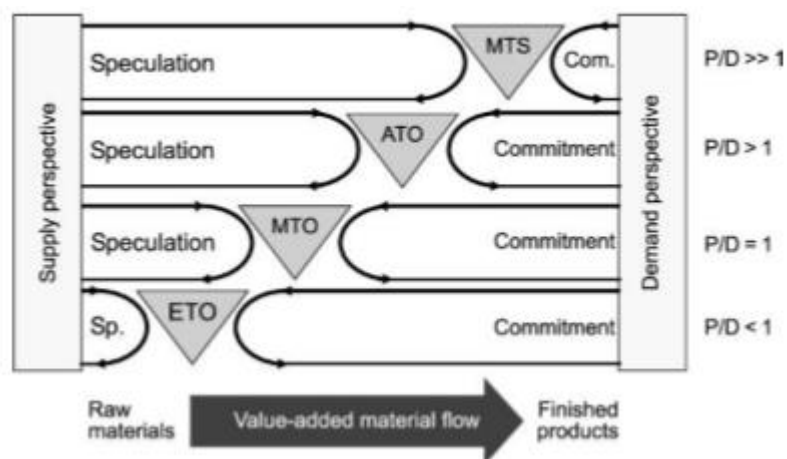 MTS
Speculation
Com.
P/D >> 1
ATO
Speculation
Commitment
P/D > 1
Supply perspective
Demand perspective
MTO
Speculation
Commitment
P/D = 1
ETO
Sp.
Commitment
P/D < 1
Raw
materials
Value-added material flow
Finished
products